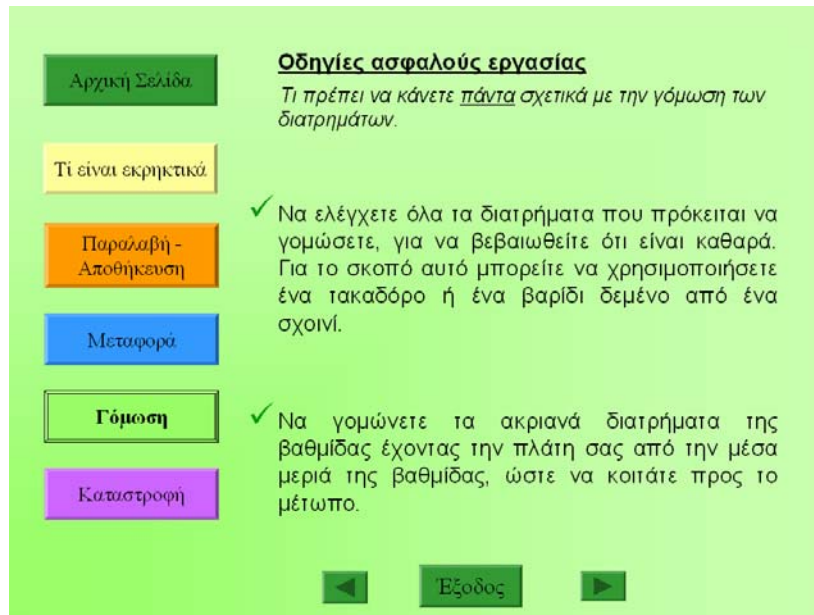 Αρχική Σελίδα
Τί είναι εκρηκτικά
Παραλαβή -
Αποθήκευση
Μεταφορά
Γόμωση
Καταστροφή
Οδηγίες ασφαλούς εργασίας
Τι πρέπει να κάνετε πάντα σχετικά με την γόμωση των
διατρημάτων.
Να ελέγχετε όλα τα διατρήματα που πρόκειται να
γομώσετε, για να βεβαιωθείτε ότι είναι καθαρά.
Για το σκοπό αυτό μπορείτε να χρησιμοποιήσετε
ένα τακαδόρο ή ένα βαρίδι δεμένο από ένα
σχοινί.
Να γομώνετε τα ακριανά διατρήματα της
βαθμίδας έχοντας την πλάτη σας από την μέσα
μεριά της βαθμίδας, ώστε να κοιτάτε προς το
μέτωπο.
Έξοδος